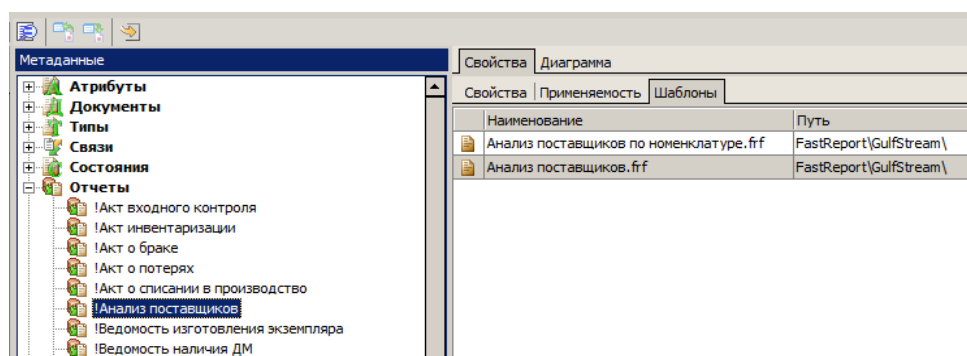 Метаданные
Атрибуты
Документы
Типы
Связи
Состояния
Отчеты
!Акт входного контроля
!Акт инвентаризации
!Акт о браке
!Акт о потерях
!Акт о списании в производство
!Анализ поставщиков
!Ведомость изготовления экземпляра
!Ведомость наличия ДМ
Свойства Диаграмма
Свойства Применяемость Шаблоны
Наименование Путь
Анализ поставщиков по номенклатуре.frf FastReport\GulfStream\
Анализ поставщиков.frf FastReport\GulfStream\